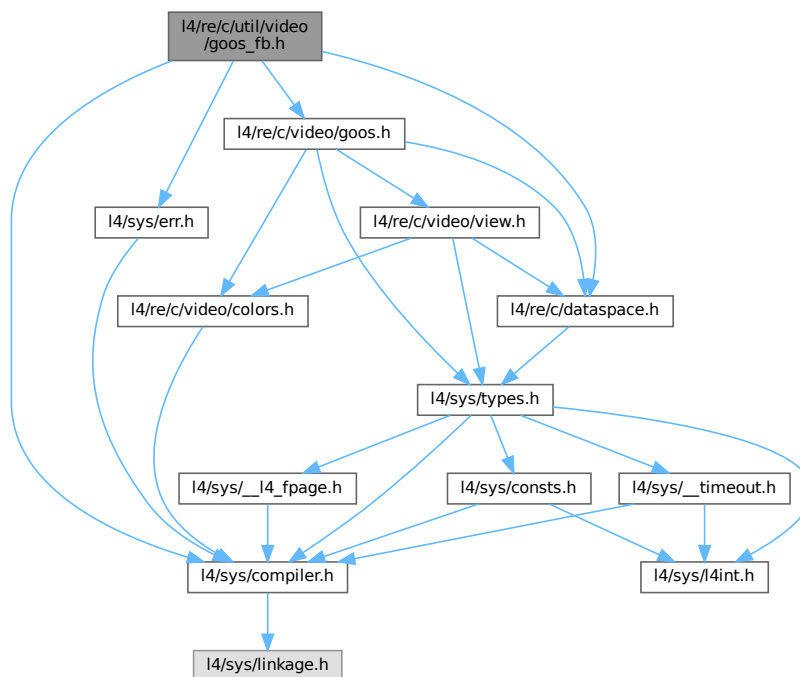 l4/re/c/util/video
/goos_fb.h
l4/re/c/video/goos.h
l4/sys/err.h
l4/re/c/video/view.h
l4/re/c/video/colors.h
l4/re/c/dataspace.h
l4/sys/types.h
l4/sys/__l4_fpage.h
l4/sys/consts.h
l4/sys/__timeout.h
l4/sys/compiler.h
l4/sys/l4int.h
l4/sys/linkage.h